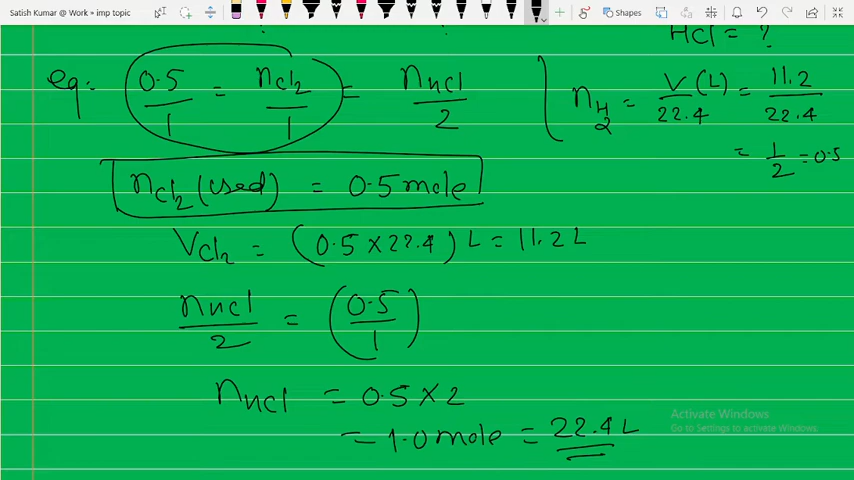 Satish Kumar @ Work » imp topic
Shapes
HCl = ?
eq: 0.5/1 = nCl2/1 = nHCl/2
nH2 = V(L)/22.4 = 11.2/22.4
= 1/2 = 0.5
nCl2 (used) = 0.5 mole
VCl2 = (0.5 x 22.4) L = 11.2 L
nHCl/2 = (0.5/1)
nHCl = 0.5 x 2
= 1.0 mole = 22.4 L
Activate Windows
Go to Settings to activate Windows.